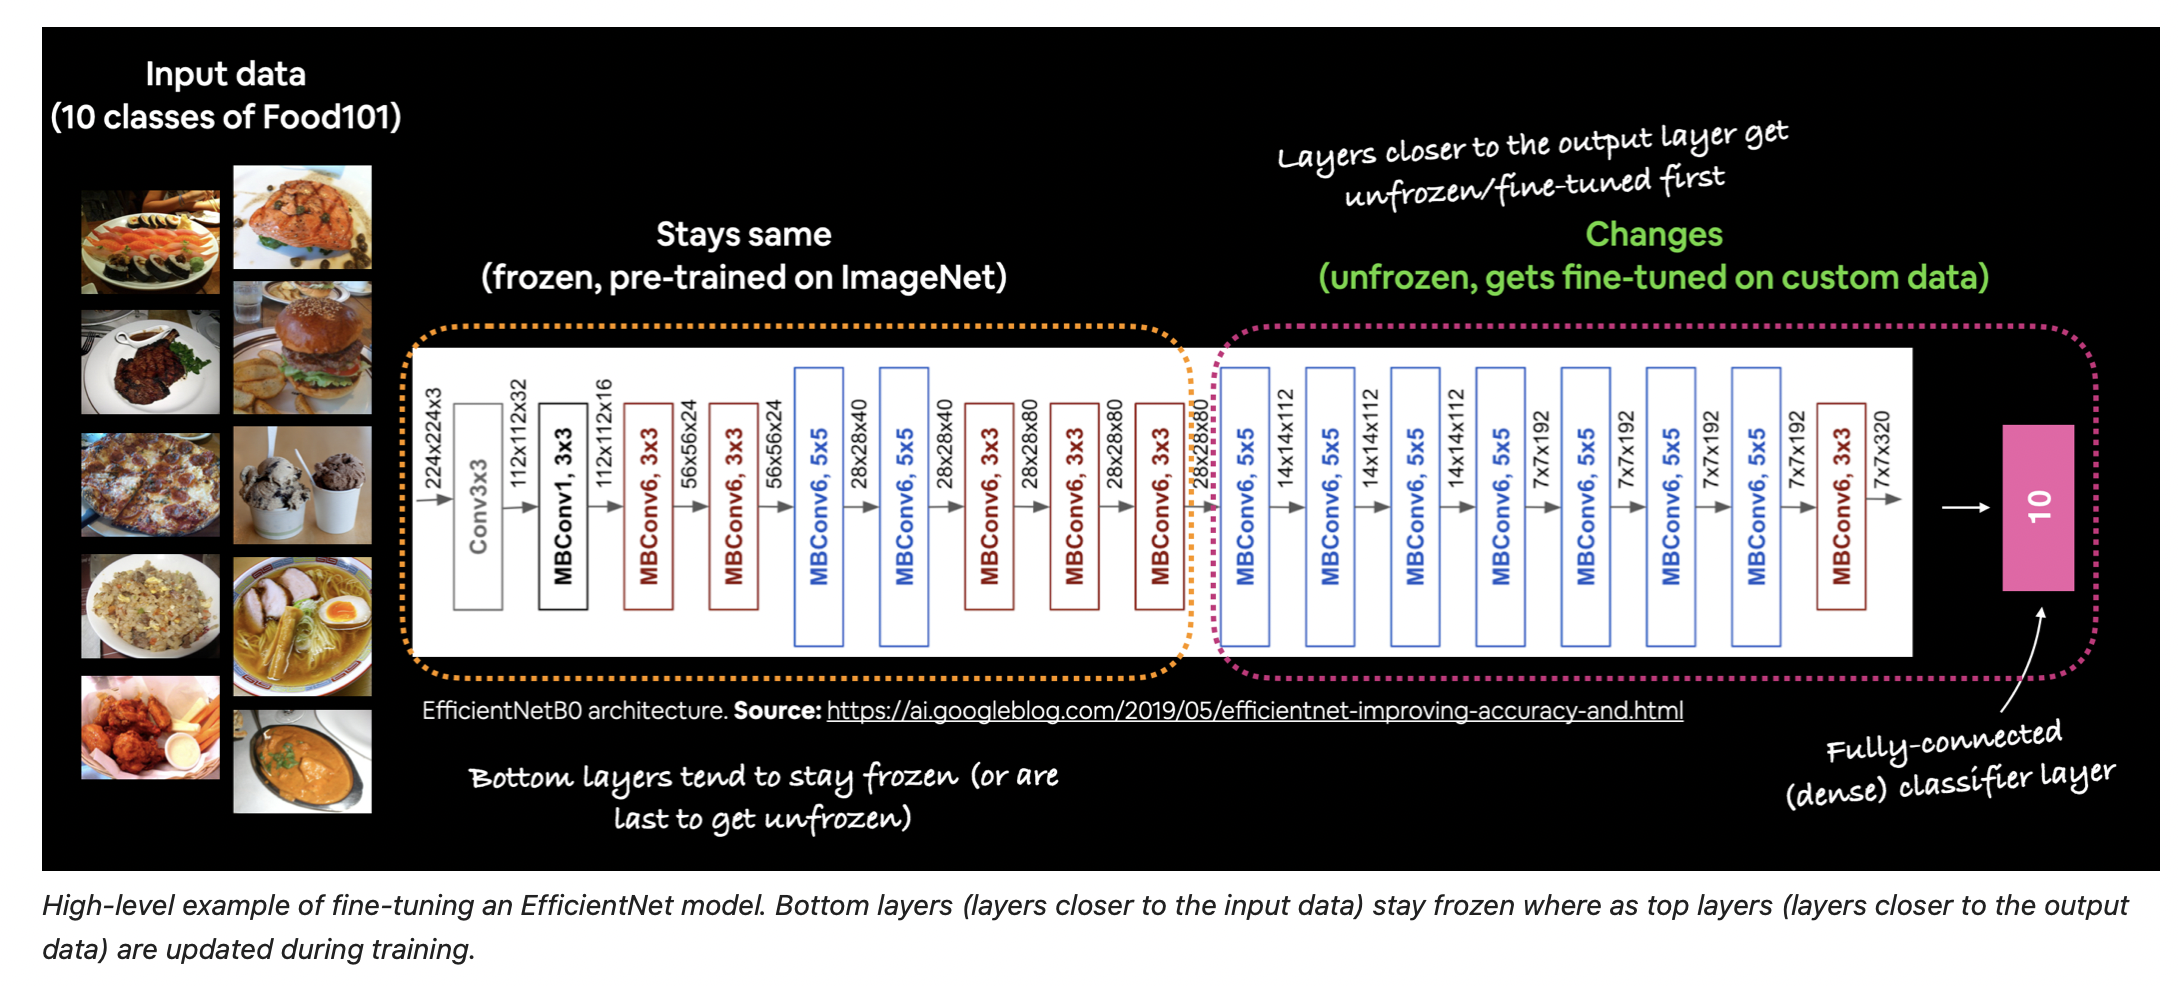 Input data
(10 classes of Food101)
Layers closer to the output layer get
unfrozen/fine-tuned first
Stays same
(frozen, pre-trained on ImageNet)
Changes
(unfrozen, gets fine-tuned on custom data)
224x224x3
Conv3x3
112x112x32
MBConv1, 3x3
112x112x16
MBConv6, 3x3
56x56x24
MBConv6, 3x3
56x56x24
MBConv6, 5x5
28x28x40
MBConv6, 5x5
28x28x40
MBConv6, 3x3
28x28x80
MBConv6, 3x3
28x28x80
MBConv6, 3x3
28x28x80
MBConv6, 5x5
14x14x112
MBConv6, 5x5
14x14x112
MBConv6, 5x5
14x14x112
MBConv6, 5x5
7x7x192
MBConv6, 5x5
7x7x192
MBConv6, 5x5
7x7x192
MBConv6, 5x5
7x7x192
MBConv6, 3x3
7x7x320
10
EfficientNetB0 architecture. Source: https://ai.googleblog.com/2019/05/efficientnet-improving-accuracy-and.html
Bottom layers tend to stay frozen (or are
last to get unfrozen)
Fully-connected
(dense) classifier layer
High-level example of fine-tuning an EfficientNet model. Bottom layers (layers closer to the input data) stay frozen where as top layers (layers closer to the output
data) are updated during training.